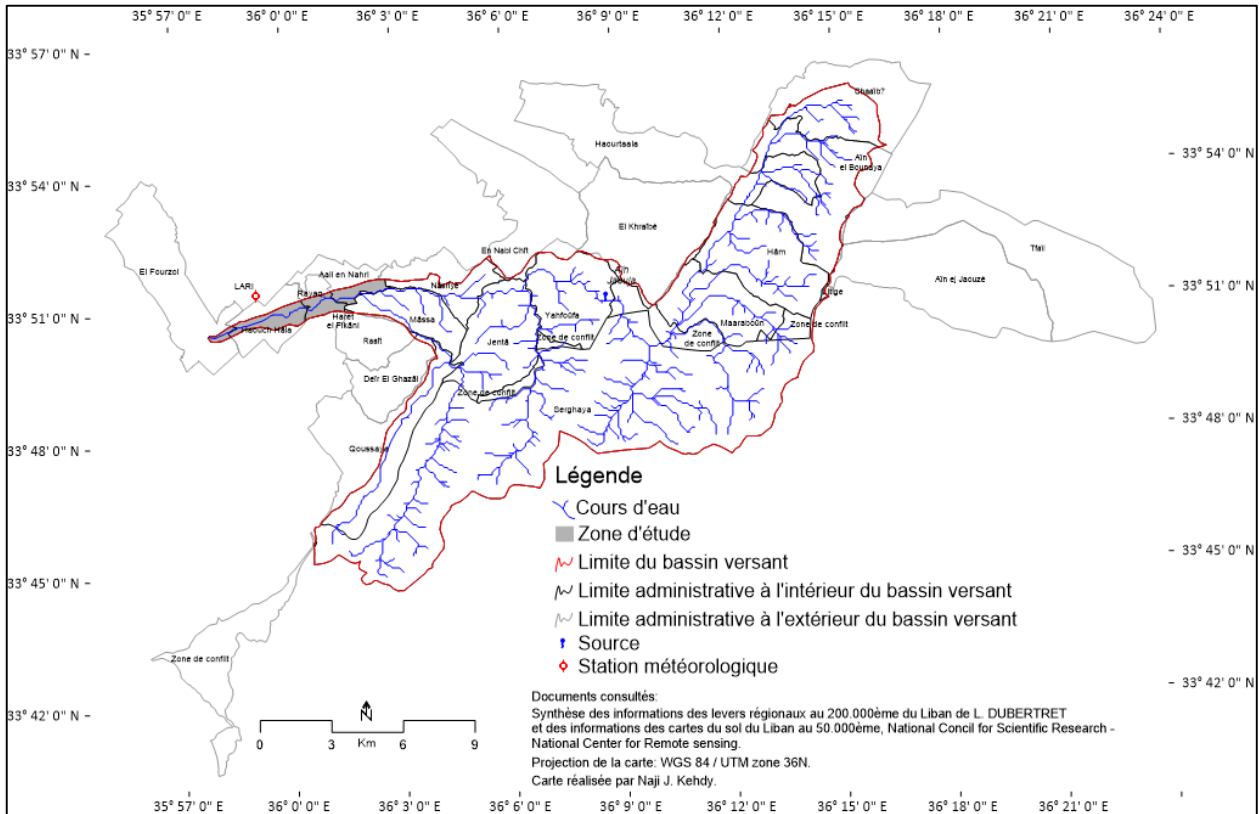 35° 57' 0" E 36° 0' 0" E 36° 3' 0" E 36° 6' 0" E 36° 9' 0" E 36° 12' 0" E 36° 15' 0" E 36° 18' 0" E 36° 21' 0" E 36° 24' 0" E
33° 57' 0" N
33° 54' 0" N
33° 51' 0" N
33° 48' 0" N
33° 45' 0" N
33° 42' 0" N
33° 54' 0" N
33° 51' 0" N
33° 48' 0" N
33° 45' 0" N
33° 42' 0" N
Chaaïb?
Haourtaala
Aïn
el Bounaya
El Khraïbé
En Nabi Chit
Tfaïl
Hâm
Aïn ej Jaouzé
El Fourzol
Aali en Nahri
LARI
Rayan
Nasriyé
Aïn
Litige
Haouch Hala
Haret
el Fikâni
Mâssa
Yahfoûfa
Maaraboûn
Zone de conflit
Raaït
Jentâ
Zone de conflit
Zone
de conflit
Deïr El Ghazâl
Zone de conflit
Serghaya
Qoussaya
Zone de conflit
Légende
Cours d'eau
Zone d'étude
Limite du bassin versant
Limite administrative à l'intérieur du bassin versant
Limite administrative à l'extérieur du bassin versant
Source
Station météorologique
N
0 3 6 9
Km
Documents consultés:
Synthèse des informations des levers régionaux au 200.000ème du Liban de L. DUBERTRET
et des informations des cartes du sol du Liban au 50.000ème, National Concil for Scientific Research -
National Center for Remote sensing.
Projection de la carte: WGS 84 / UTM zone 36N.
Carte réalisée par Naji J. Kehdy.
35° 57' 0" E 36° 0' 0" E 36° 3' 0" E 36° 6' 0" E 36° 9' 0" E 36° 12' 0" E 36° 15' 0" E 36° 18' 0" E 36° 21' 0" E